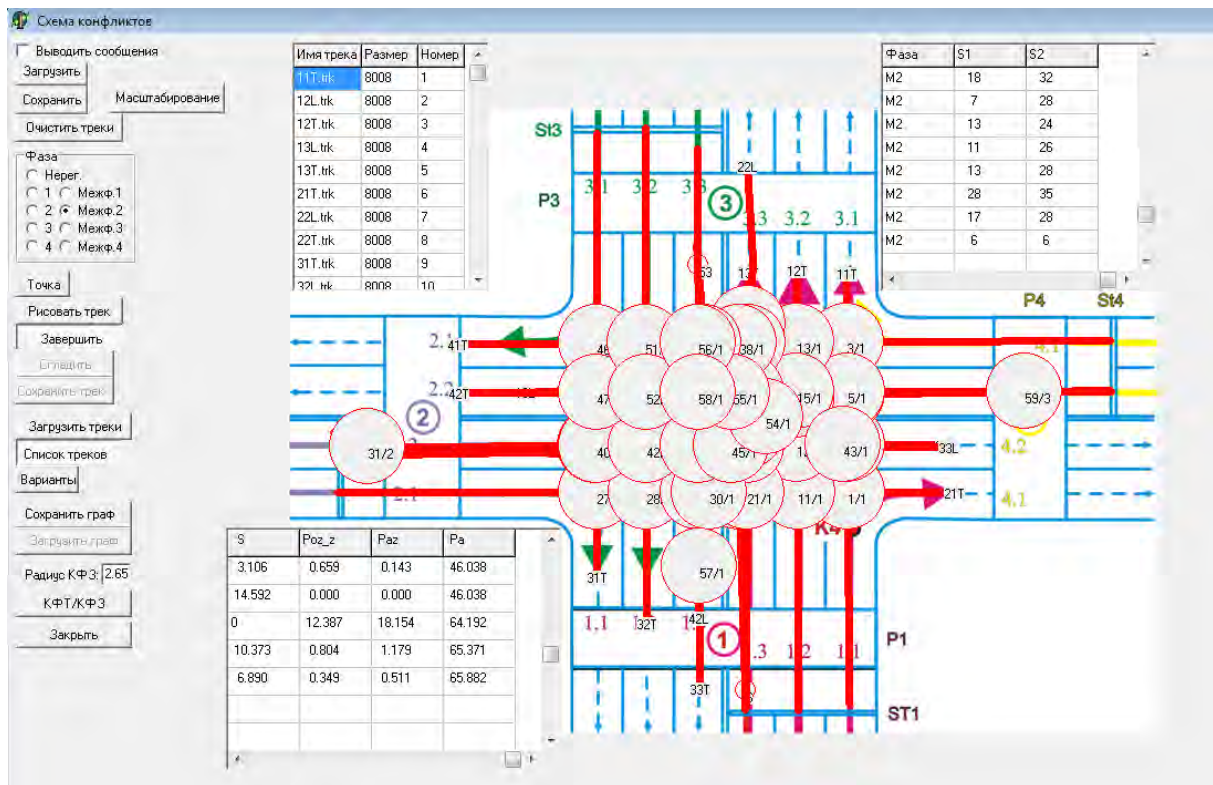 Схема конфликтов
Выводить сообщения
Загрузить
Сохранить
Масштабирование
Очистить треки
Фаза
Нерег.
1 Межф.1
2 Межф.2
3 Межф.3
4 Межф.4
Точка
Рисовать трек
Завершить
Сгладить
Сохранить трек
Загрузить треки
Список треков
Варианты
Сохранить граф
Загрузить граф
Радиус КФЗ: 2.65
КФТ/КФЗ
Закрыть
Имя трека Размер Номер
11T.trk 8008 1
12L.trk 8008 2
12T.trk 8008 3
13L.trk 8008 4
13T.trk 8008 5
21T.trk 8008 6
22L.trk 8008 7
22T.trk 8008 8
31T.trk 8008 9
32L.trk 8008 10
Фаза S1 S2
M2 18 32
M2 7 28
M2 13 24
M2 11 26
M2 13 28
M2 28 35
M2 17 28
M2 6 6
St3
22L
P3
3.1 3.2 3.3
3
3.3 3.2 3.1
53
12T 11T
P4 St4
2.1 41T
4.1
46 51 56/1 38/1 13/1 3/1
2.2 42T
47 52 58/1 15/1 5/1
59/3
54/1
2
31/2
40 42 45/1 43/1
33L
4.2
2.1
27 28 30/1 21/1 11/1 1/1
21T
4.1
K4
57/1
31T
1.1 32T 42L
1
.3 1.2 1.1
P1
33T
ST1
S Poz_z Paz Pa
3.106 0.659 0.143 46.038
14.592 0.000 0.000 46.038
0 12.387 18.154 64.192
10.373 0.804 1.179 65.371
6.890 0.349 0.511 65.882